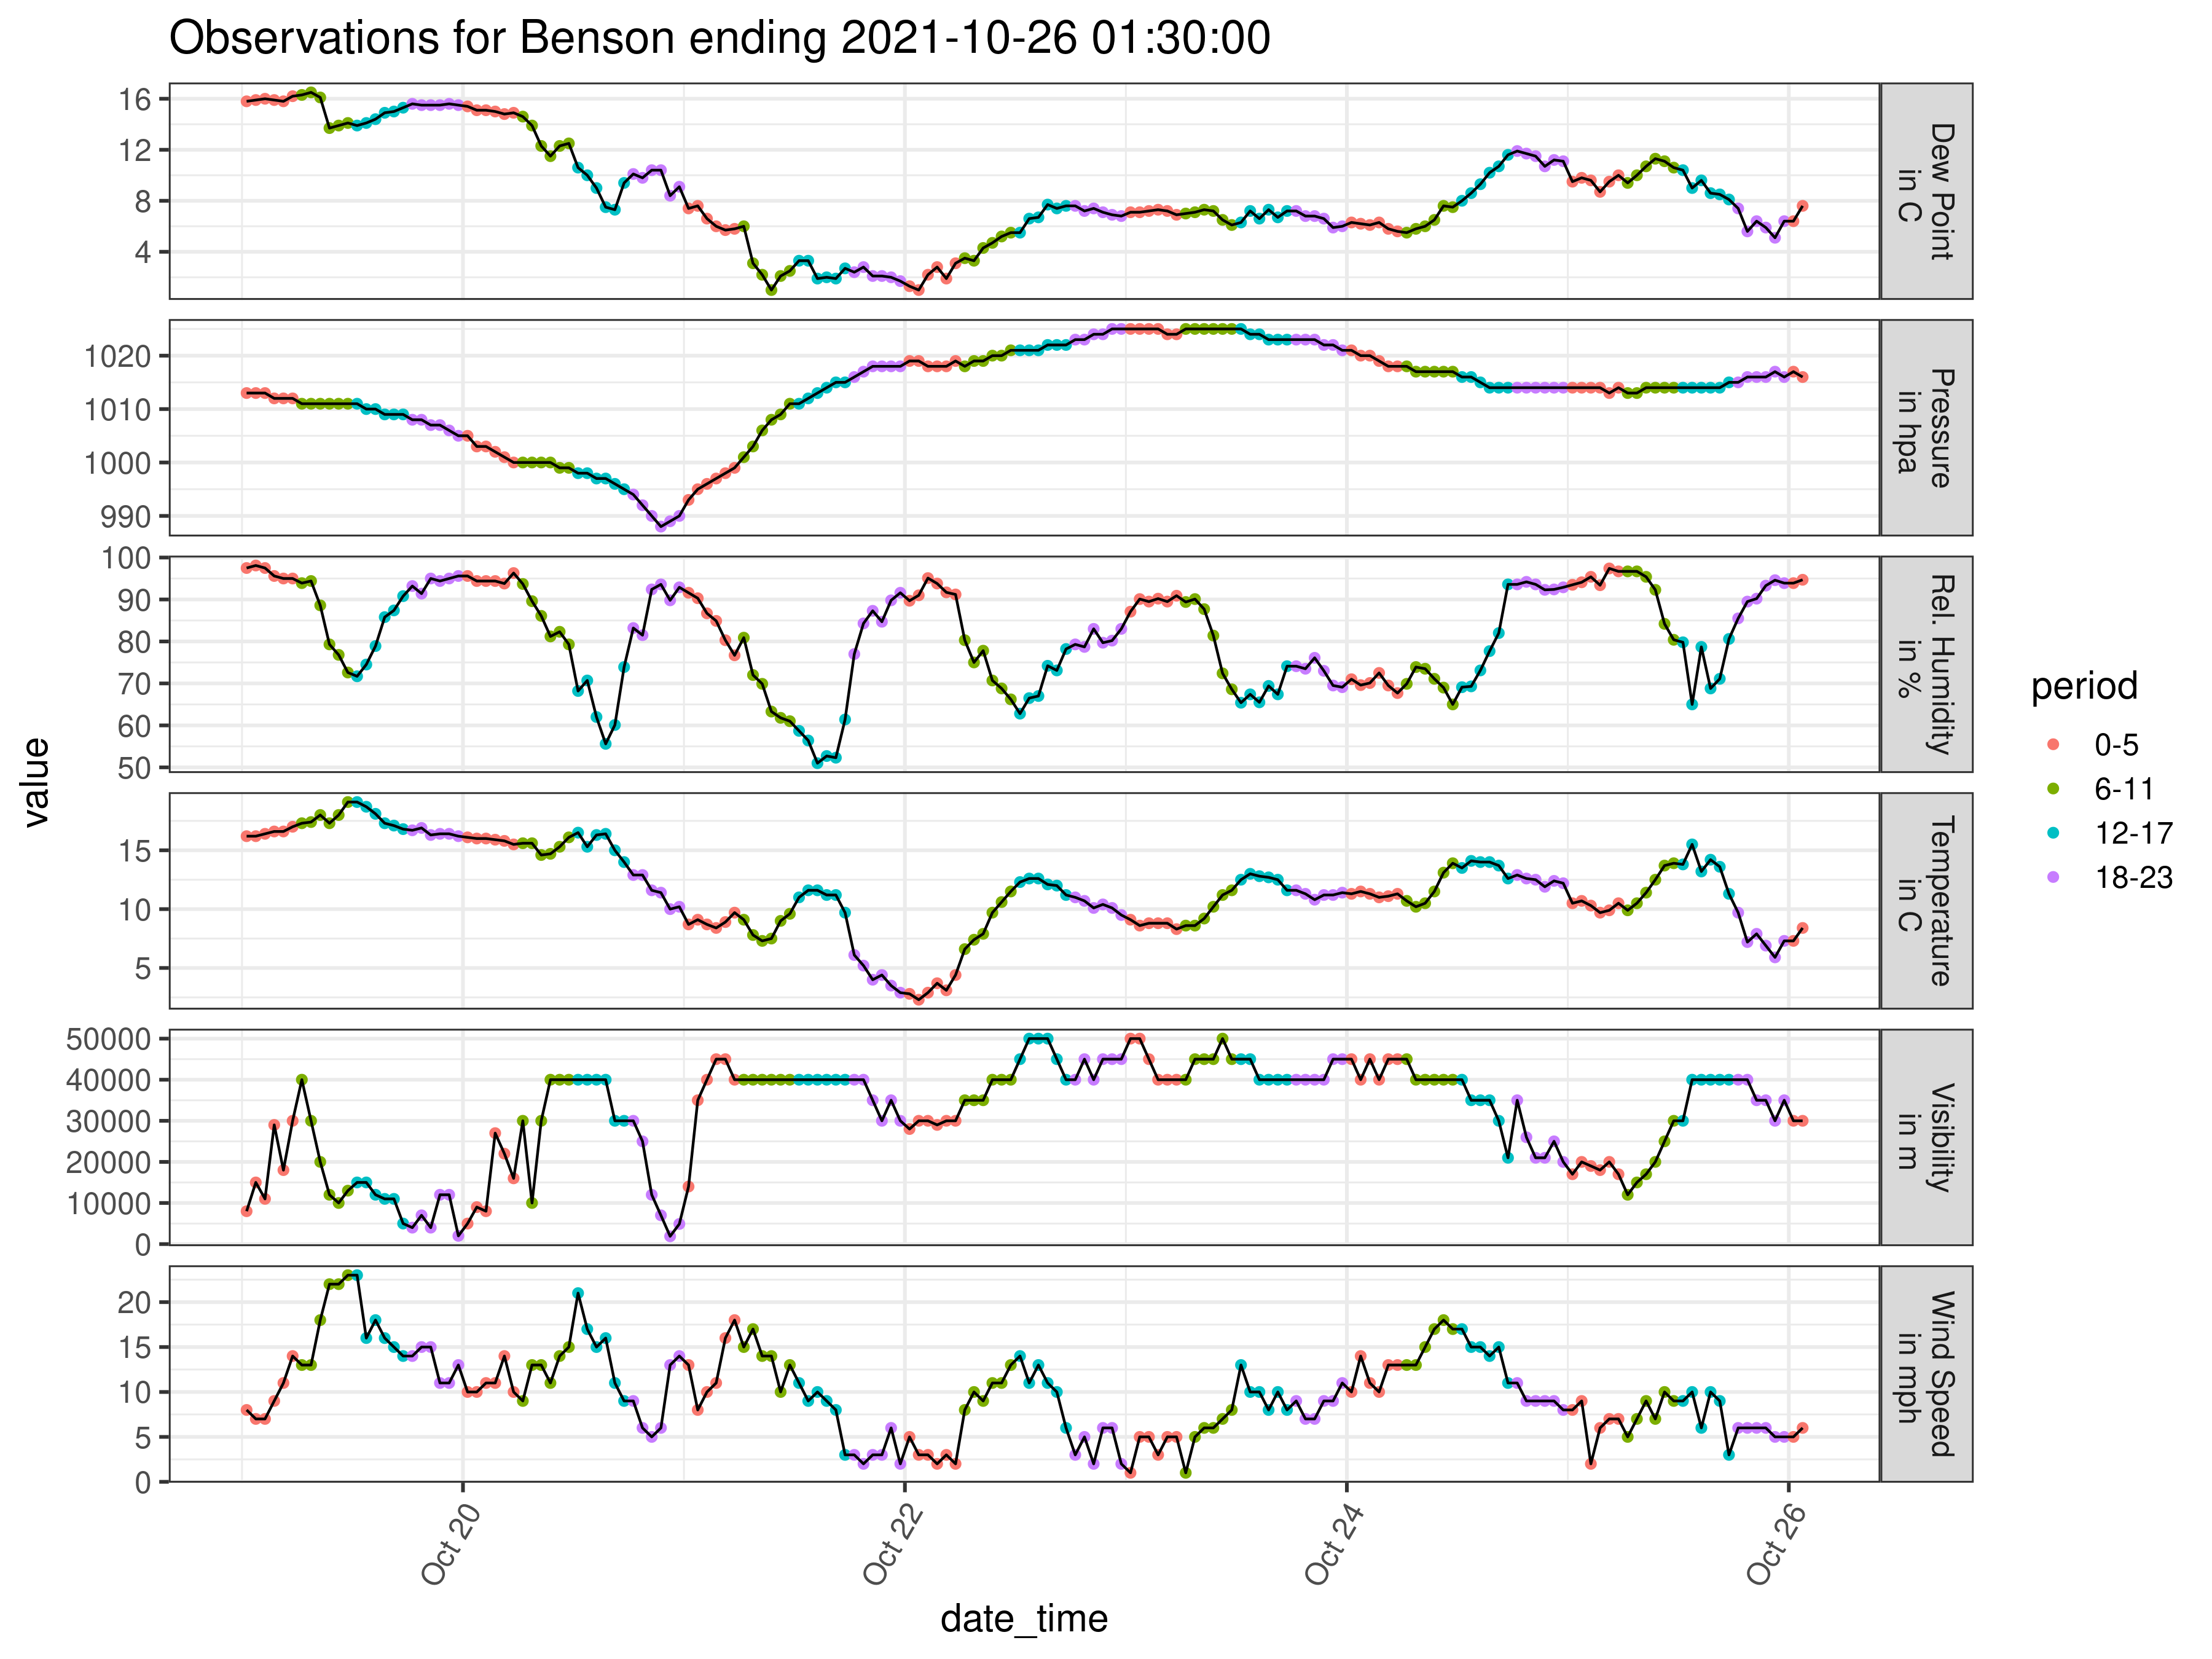 Observations for Benson ending 2021-10-26 01:30:00
value
16
12
8
4
Dew Point
in C
1020
1010
1000
990
Pressure
in hpa
100
90
80
70
60
50
Rel. Humidity
in %
15
10
5
Temperature
in C
50000
40000
30000
20000
10000
0
Visibility
in m
20
15
10
5
0
Wind Speed
in mph
Oct 20
Oct 22
Oct 24
Oct 26
date_time
period
0-5
6-11
12-17
18-23